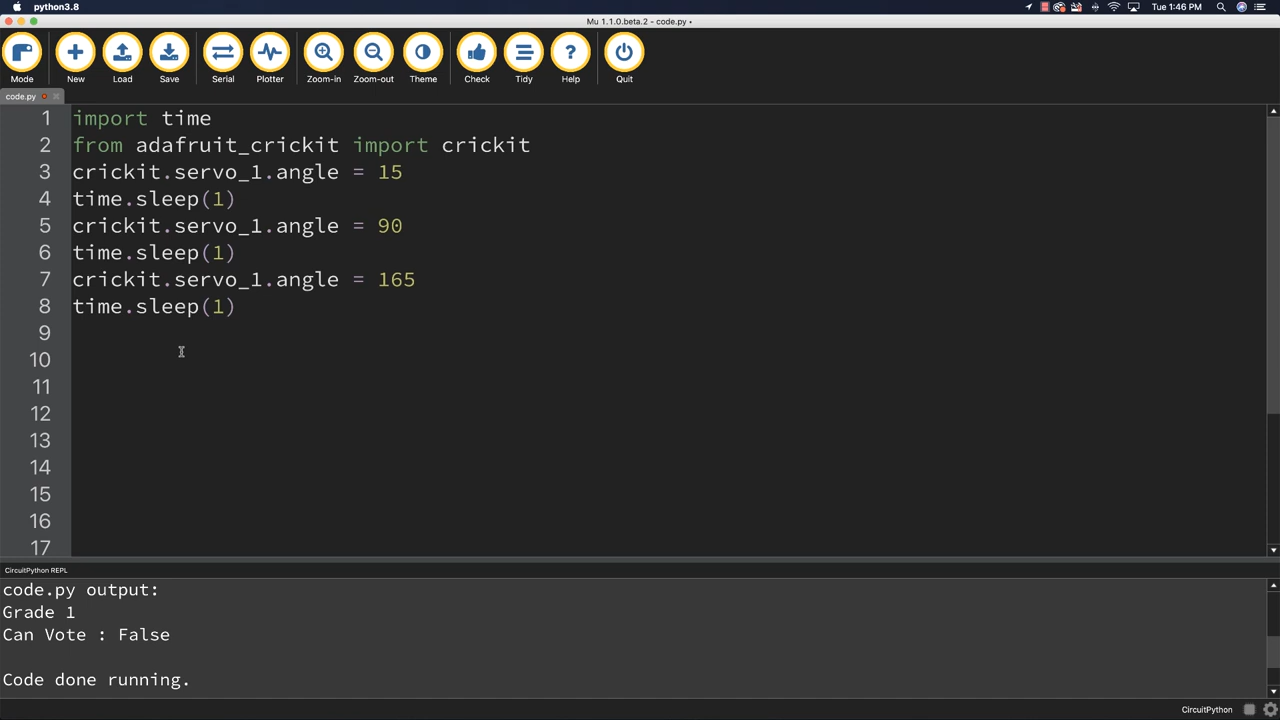 python3.8
Tue 1:46 PM
Mu 1.1.0.beta.2 - code.py •
Mode
New
Load
Save
Serial
Plotter
Zoom-in
Zoom-out
Theme
Check
Tidy
Help
Quit
code.py
1 import time
2 from adafruit_crickit import crickit
3 crickit.servo_1.angle = 15
4 time.sleep(1)
5 crickit.servo_1.angle = 90
6 time.sleep(1)
7 crickit.servo_1.angle = 165
8 time.sleep(1)
9
10
11
12
13
14
15
16
17
CircuitPython REPL
code.py output:
Grade 1
Can Vote : False
Code done running.
CircuitPython